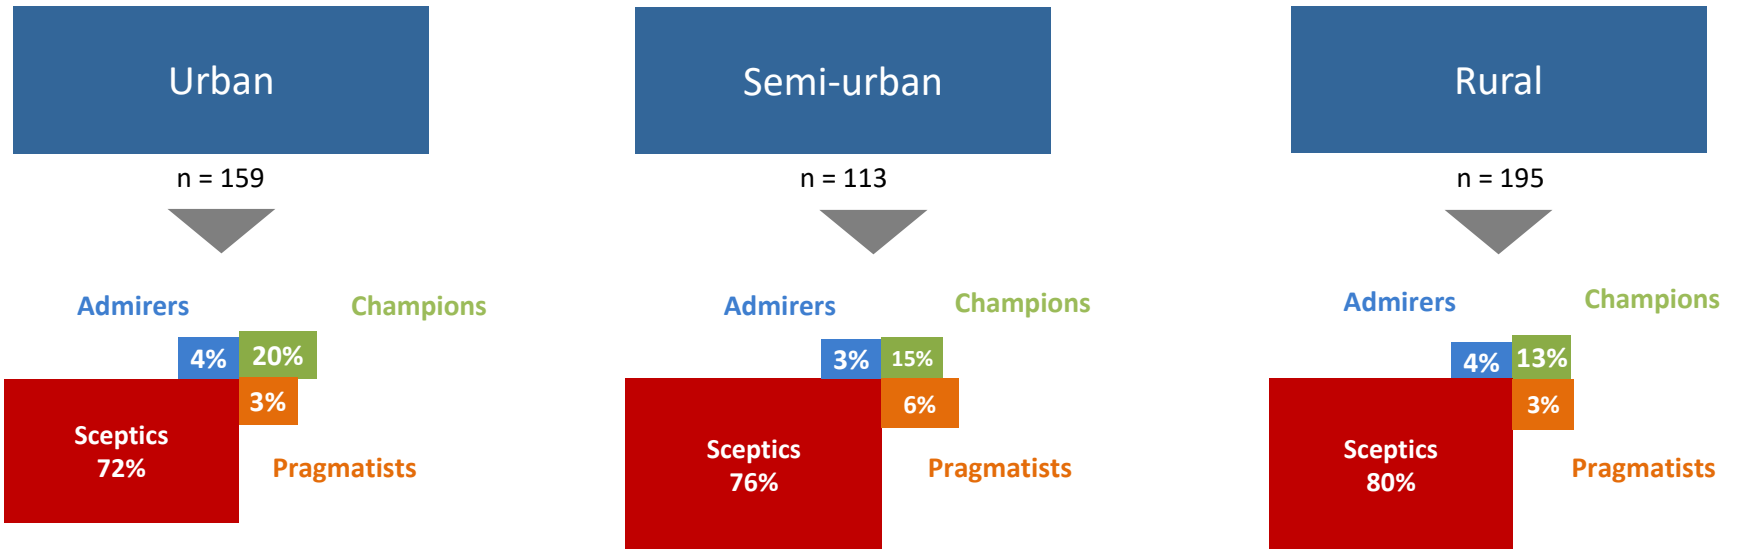 Urban
n = 159
Admirers
Champions
4%
20%
3%
Sceptics
72%
Pragmatists
Semi-urban
n = 113
Admirers
Champions
3%
15%
6%
Sceptics
76%
Pragmatists
Rural
n = 195
Admirers
Champions
4%
13%
3%
Sceptics
80%
Pragmatists